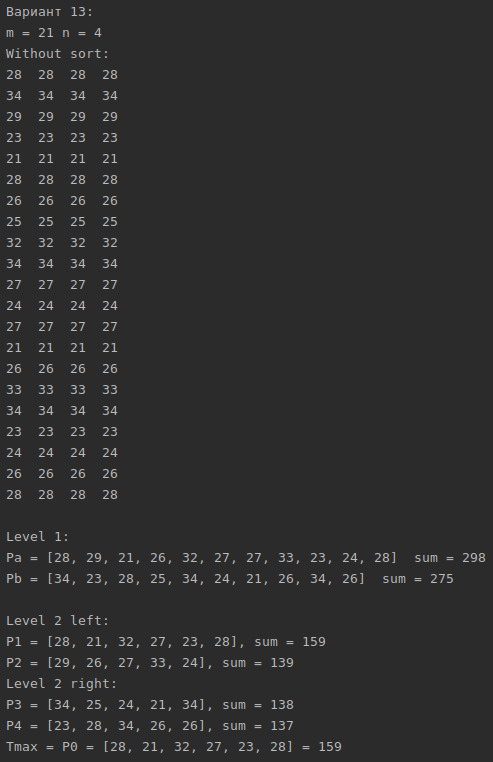 Вариант 13:
m = 21 n = 4
Without sort:
28  28  28  28
34  34  34  34
29  29  29  29
23  23  23  23
21  21  21  21
28  28  28  28
26  26  26  26
25  25  25  25
32  32  32  32
34  34  34  34
27  27  27  27
24  24  24  24
27  27  27  27
21  21  21  21
26  26  26  26
33  33  33  33
34  34  34  34
23  23  23  23
24  24  24  24
26  26  26  26
28  28  28  28
Level 1:
Pa = [28, 29, 21, 26, 32, 27, 27, 33, 23, 24, 28]  sum = 298
Pb = [34, 23, 28, 25, 34, 24, 21, 26, 34, 26]  sum = 275
Level 2 left:
P1 = [28, 21, 32, 27, 23, 28], sum = 159
P2 = [29, 26, 27, 33, 24], sum = 139
Level 2 right:
P3 = [34, 25, 24, 21, 34], sum = 138
P4 = [23, 28, 34, 26, 26], sum = 137
Tmax = P0 = [28, 21, 32, 27, 23, 28] = 159